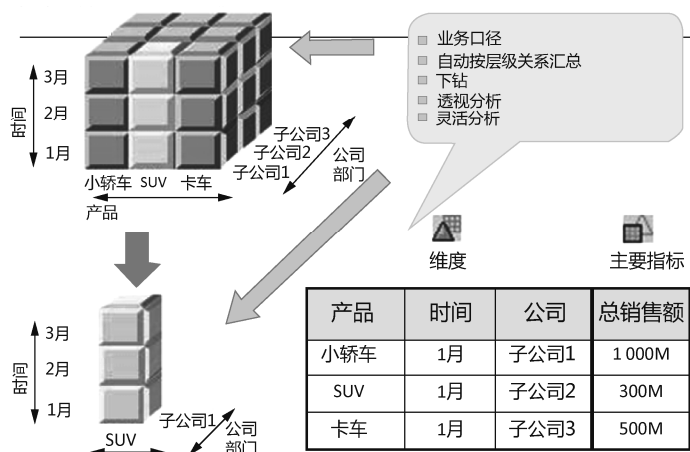 业务口径
自动按层级关系汇总
下钻
透视分析
灵活分析
时间
3月
2月
1月
小轿车 SUV 卡车
产品
子公司3
子公司2
子公司1
公司
部门
维度
主要指标
产品 时间 公司 总销售额
小轿车 1月 子公司1 1 000M
SUV 1月 子公司2 300M
卡车 1月 子公司3 500M
时间
3月
2月
1月
SUV
子公司1
公司
部门